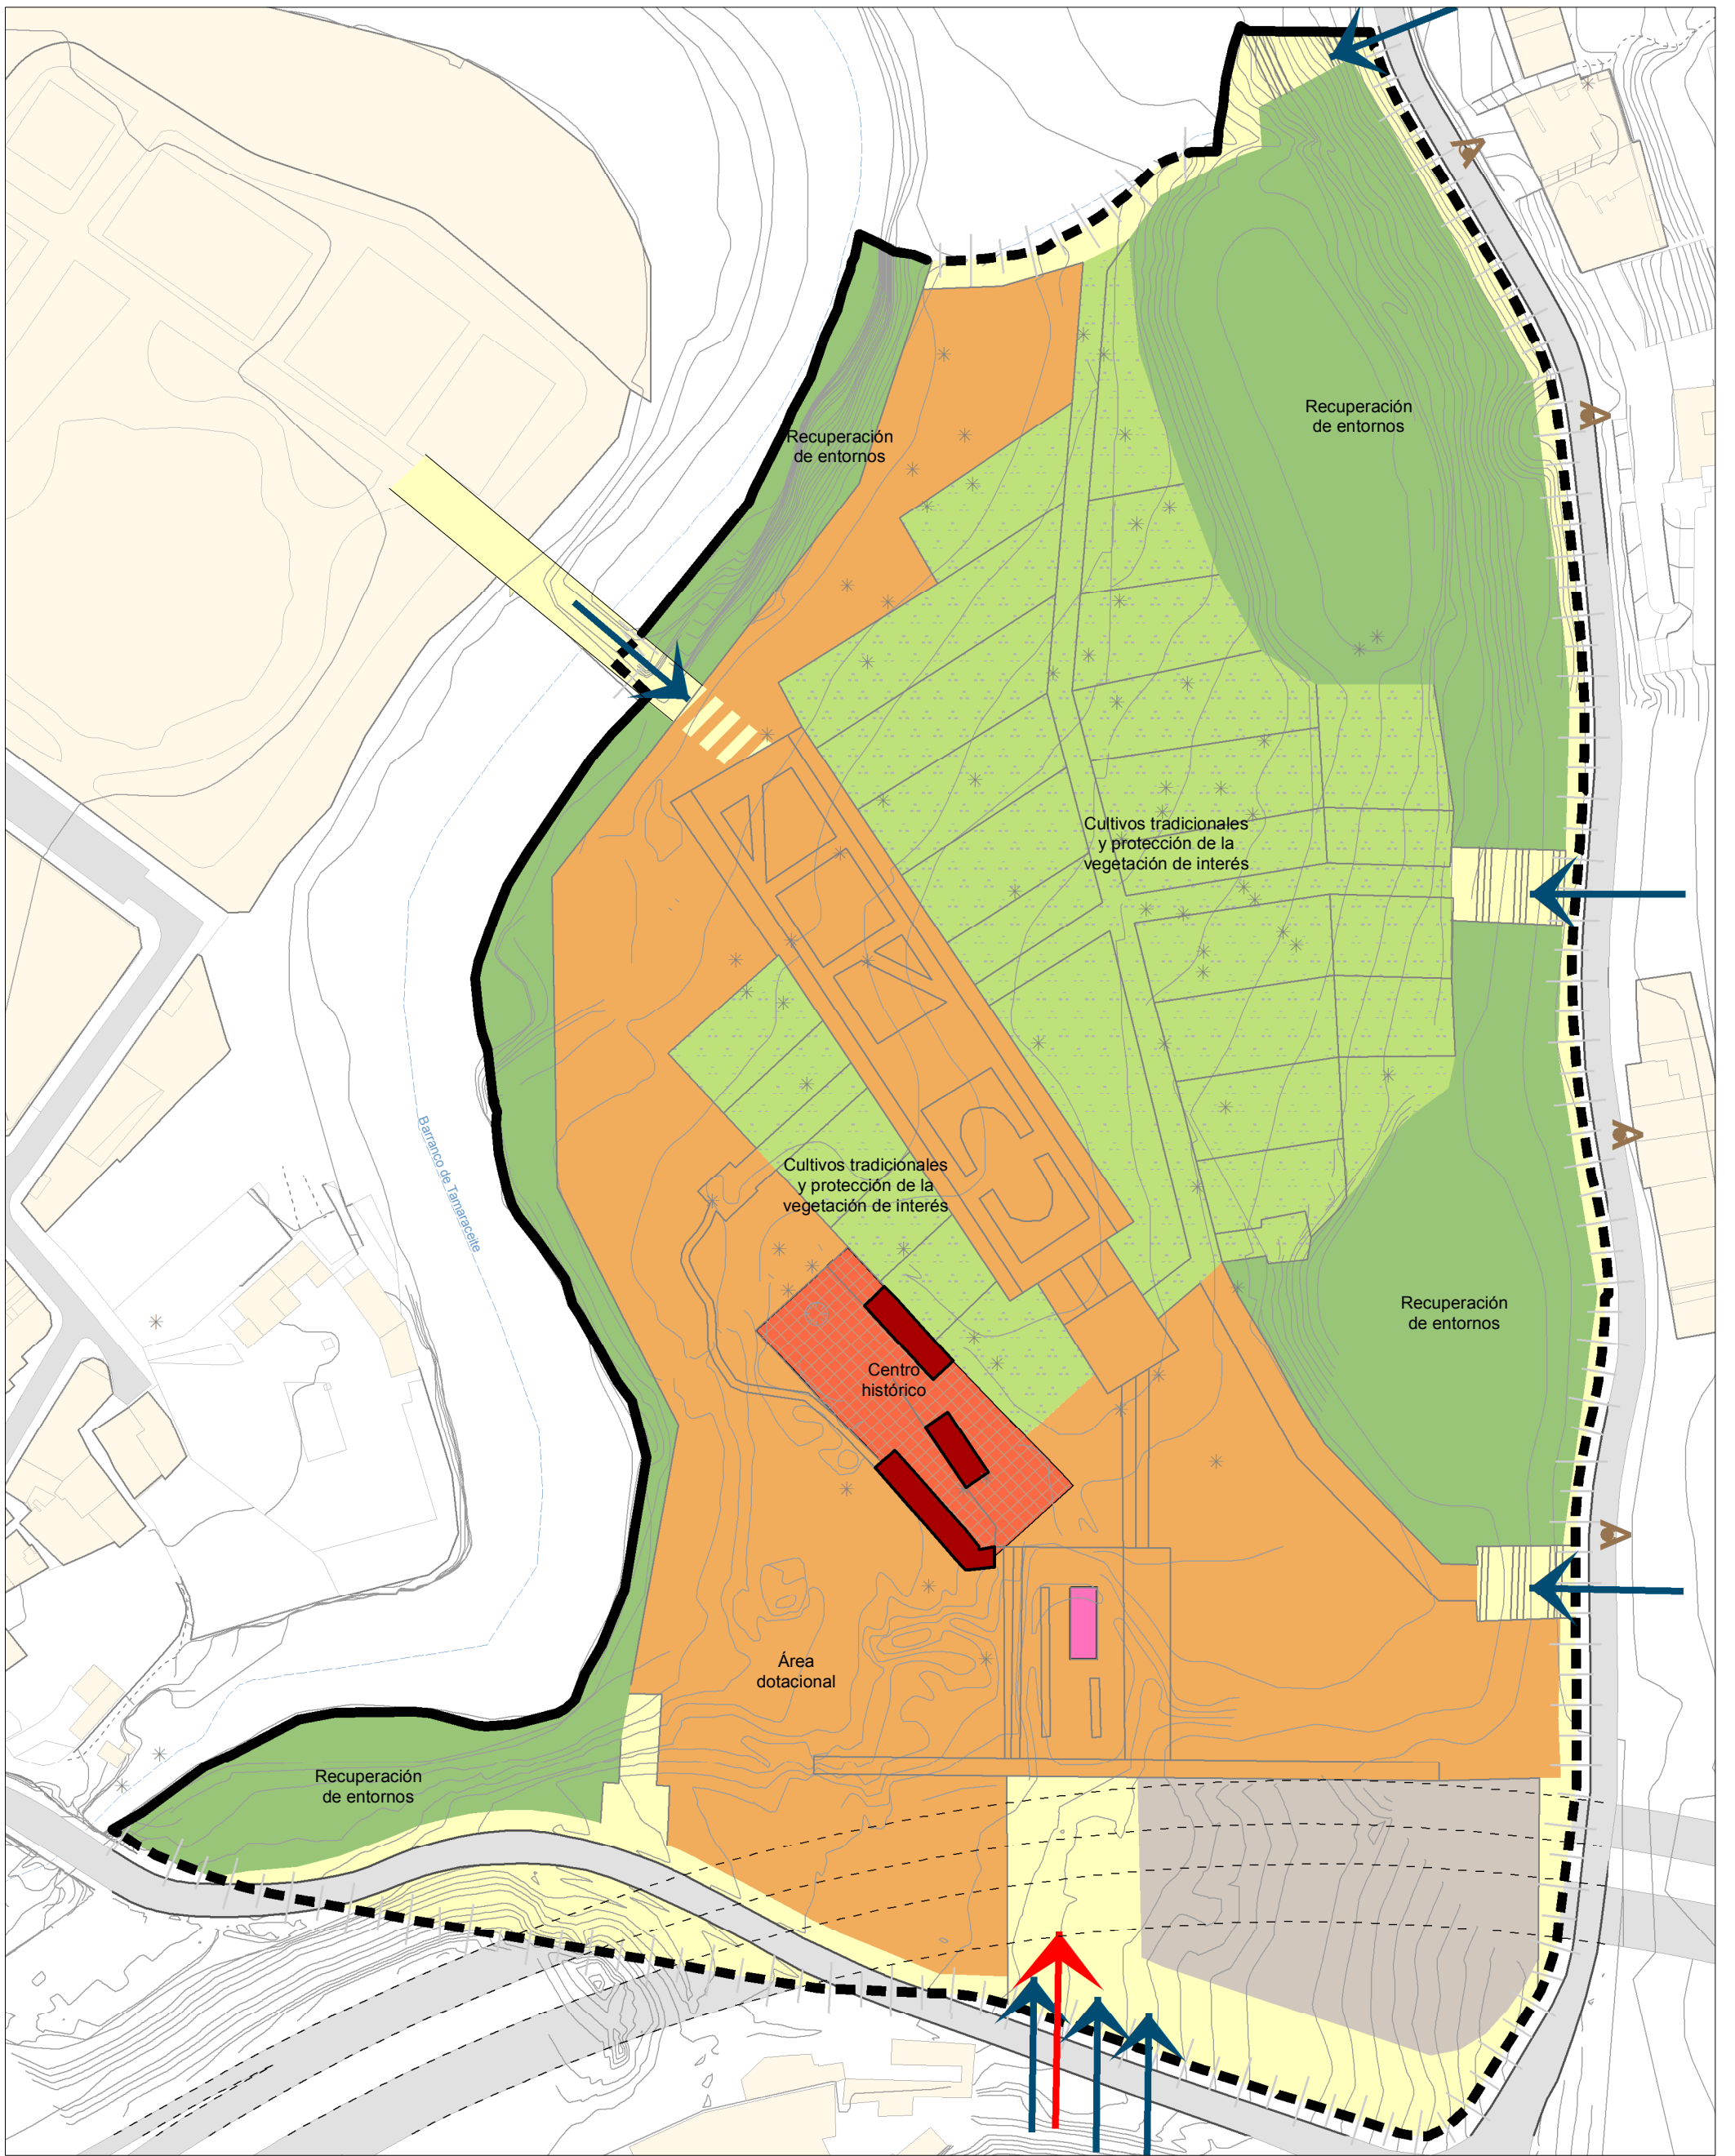 Recuperación
de entornos
Recuperación
de entornos
Cultivos tradicionales
y protección de la
vegetación de interés
Barranco de Tamaraceite
Cultivos tradicionales
y protección de la
vegetación de interés
Recuperación
de entornos
Centro
histórico
Área
dotacional
Recuperación
de entornos